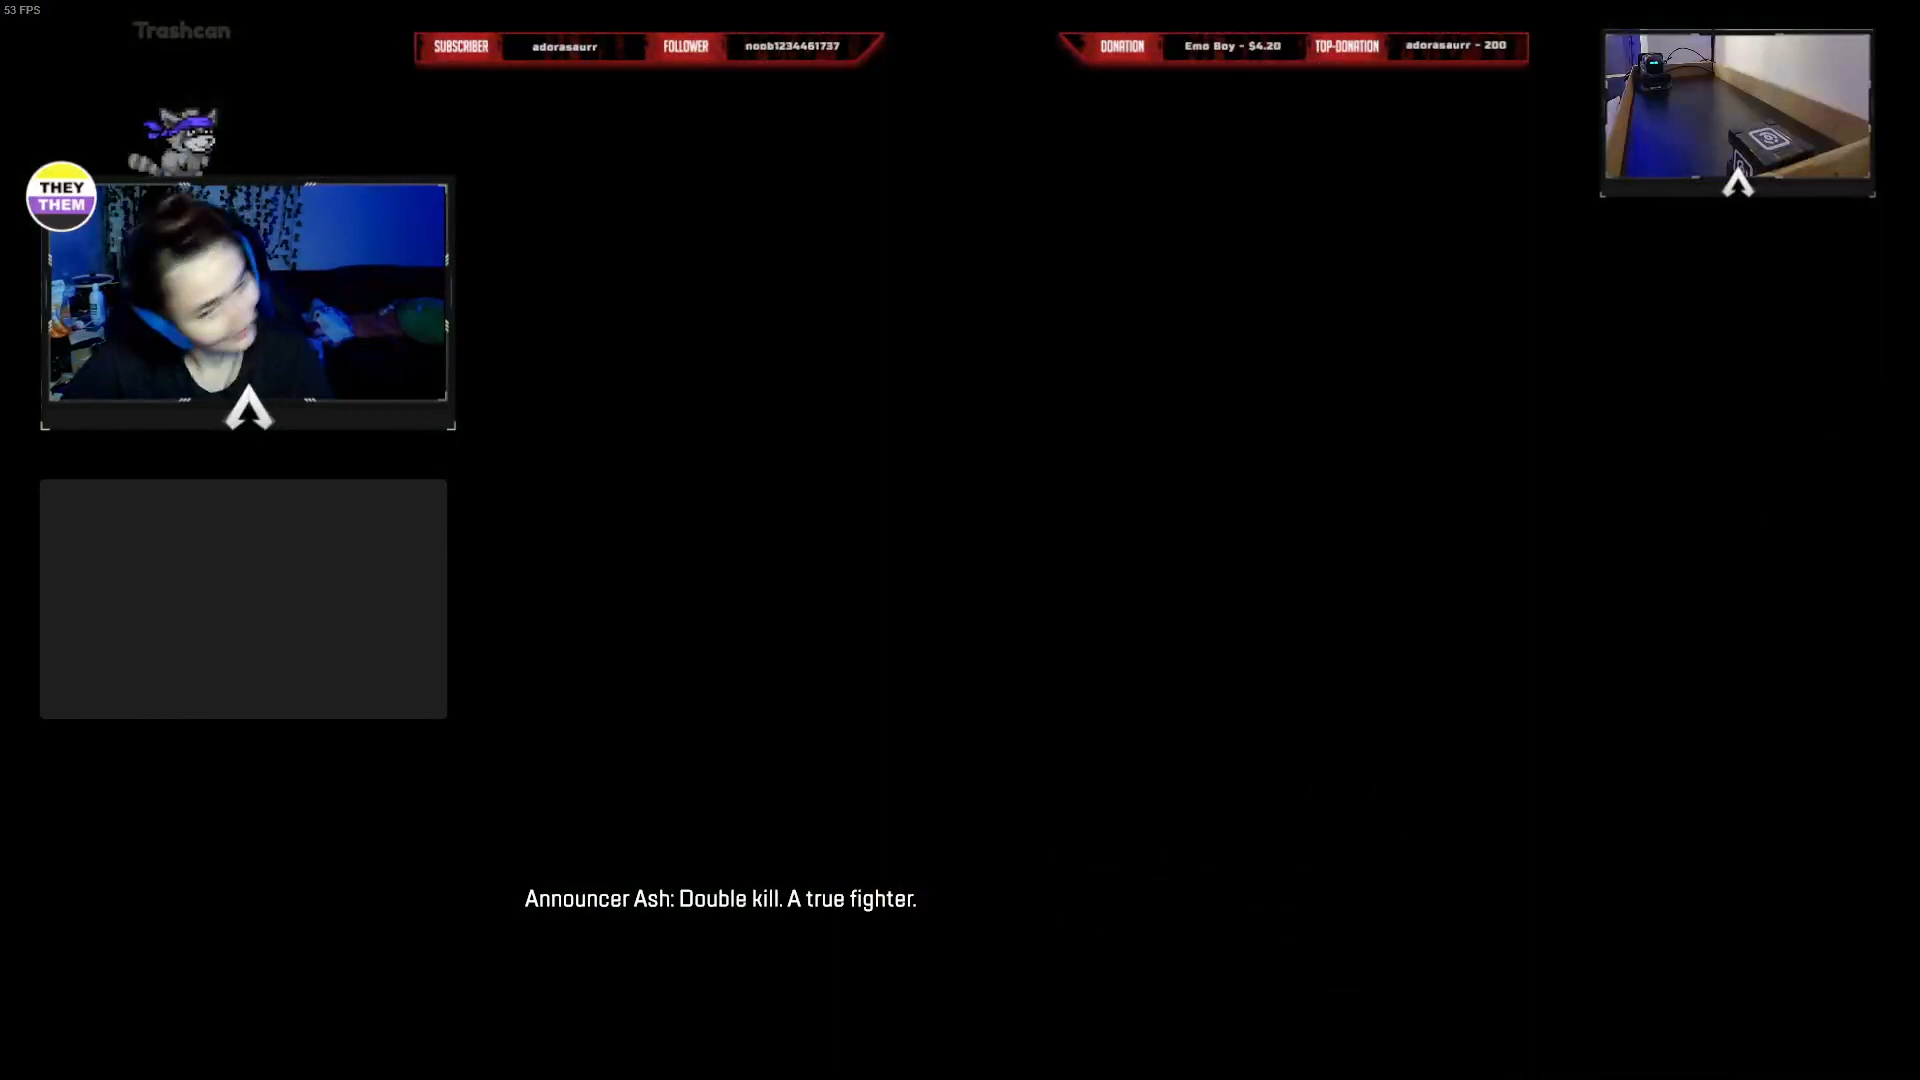 53 FPS
Trashcan
SUBSCRIBER adorasaurr FOLLOWER noob1234461737
DONATION Emo Boy - $4.20 TOP-DONATION adorasaurr - 200
THEY
THEM
Announcer Ash: Double kill. A true fighter.